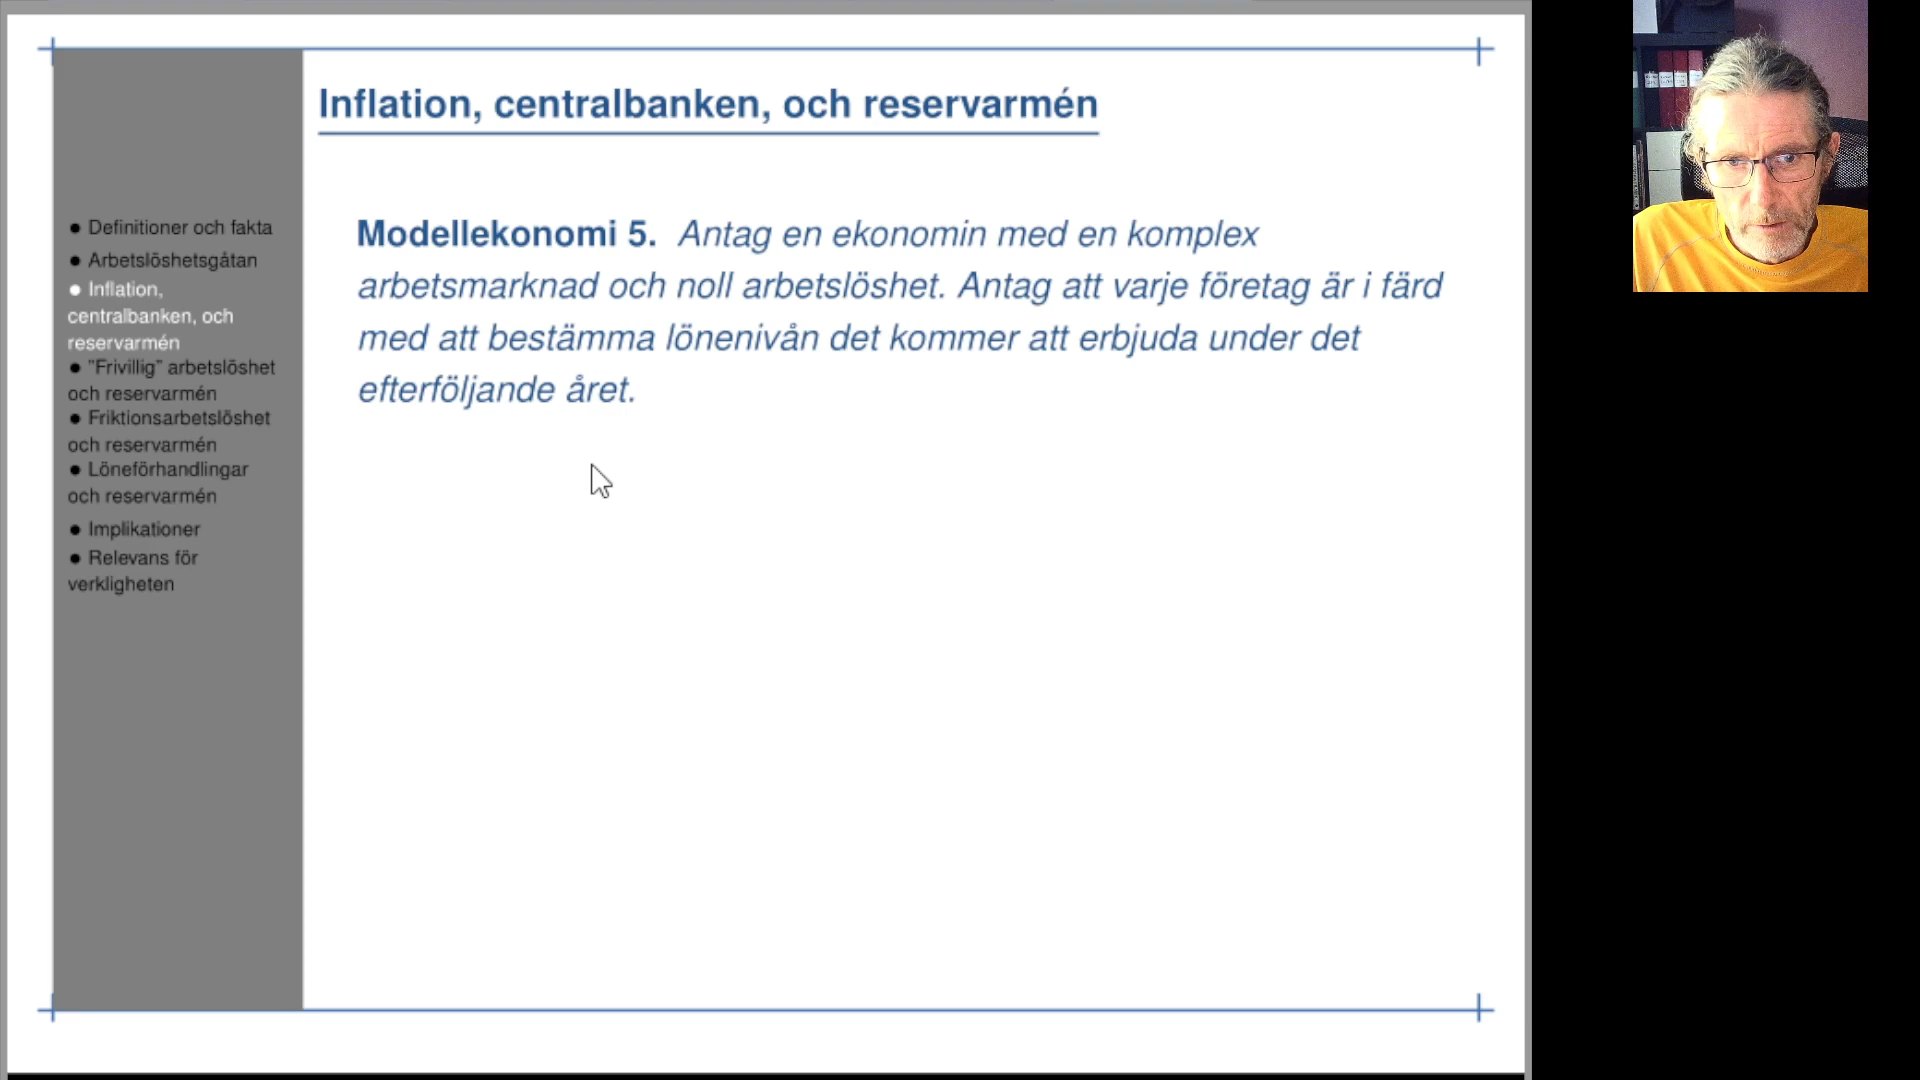 Inflation, centralbanken, och reservarmén
● Definitioner och fakta
● Arbetslöshetsgåtan
● Inflation,
centralbanken, och
reservarmén
● ”Frivillig” arbetslöshet
och reservarmén
● Friktionsarbetslöshet
och reservarmén
● Löneförhandlingar
och reservarmén
● Implikationer
● Relevans för
verkligheten
Modellekonomi 5. Antag en ekonomin med en komplex
arbetsmarknad och noll arbetslöshet. Antag att varje företag är i färd
med att bestämma lönenivån det kommer att erbjuda under det
efterföljande året.